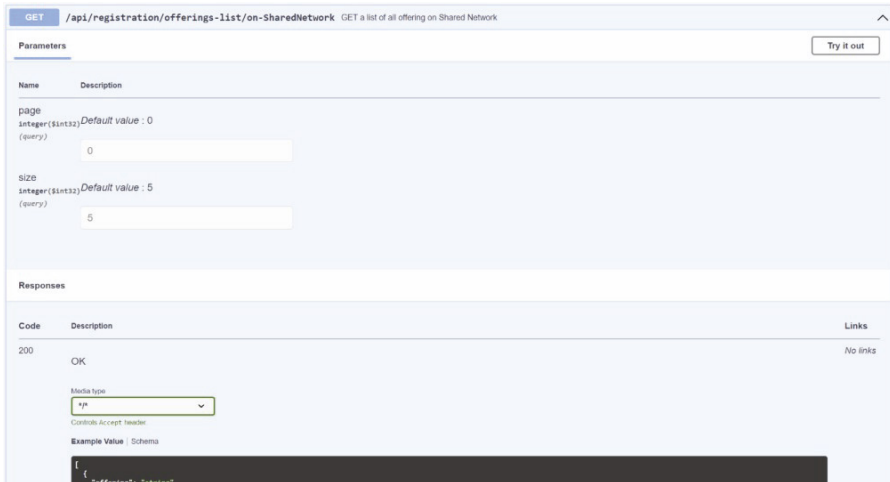 GET /api/registration/offerings-list/on-SharedNetwork GET a list of all offering on Shared Network
Parameters
Try it out
Name Description
page
integer($int32) Default value : 0
(query)
0
size
integer($int32) Default value : 5
(query)
5
Responses
Code Description Links
200 No links
OK
Media type
*/*
Controls Accept header.
Example Value | Schema
[
{
"offering": "string"